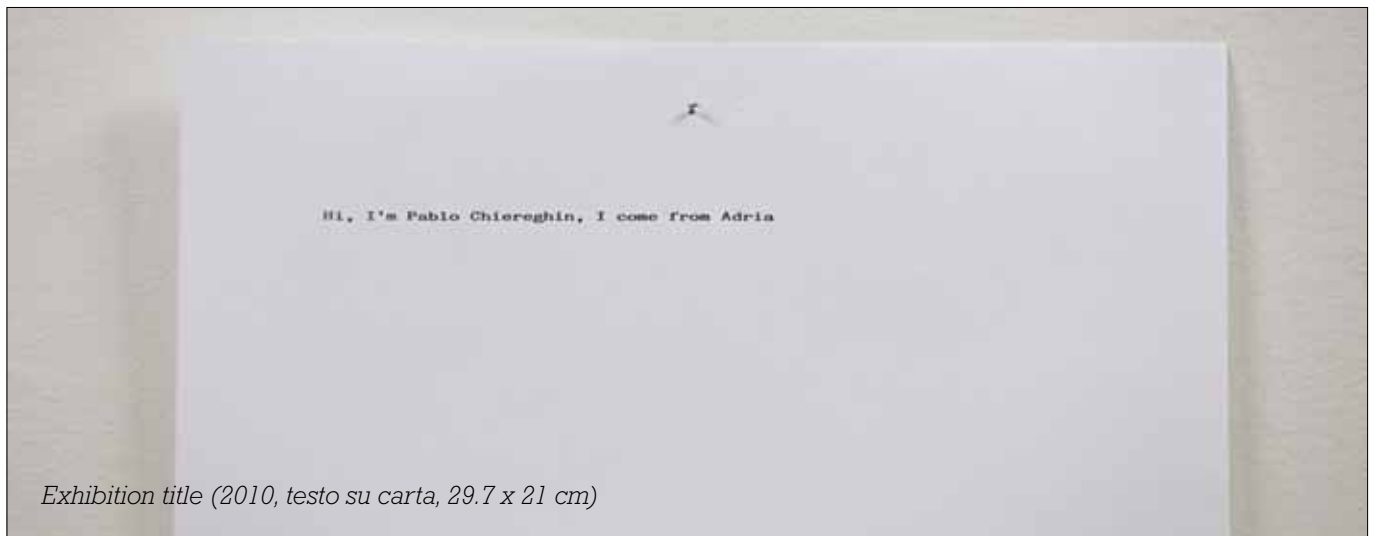 Hi, I'm Pablo Chiereghin, I come from Adria
Exhibition title (2010, testo su carta, 29.7 x 21 cm)